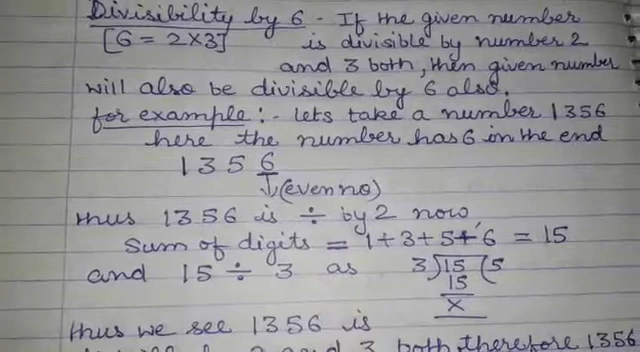 Divisibility by 6 - If the given number
[6 = 2×3] is divisible by number 2
and 3 both, then given number
will also be divisible by 6 also.
for example :- lets take a number 1356
here the number has 6 in the end
1 3 5 6
↓(even no)
thus 1356 is ÷ by 2 now,
Sum of digits = 1+3+5+6 = 15
and 15 ÷ 3 as 3)15(5
15
x
thus we see 1356 is
2 and 3 both therefore 1356